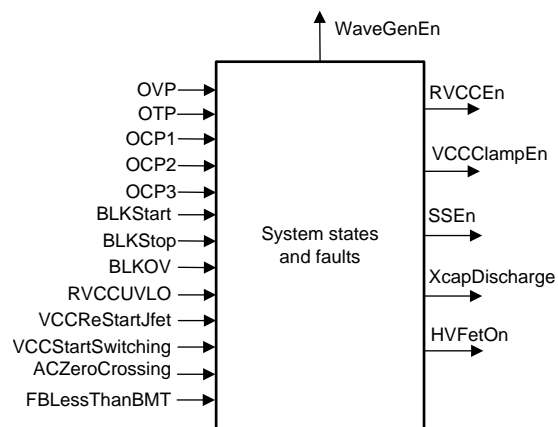 WaveGenEn
OVP
OTP
OCP1
OCP2
OCP3
BLKStart
BLKStop
BLKOV
RVCCUVLO
VCCReStartJfet
VCCStartSwitching
ACZeroCrossing
FBLessThanBMT
System states
and faults
RVCCEn
VCCClampEn
SSEn
XcapDischarge
HVFetOn